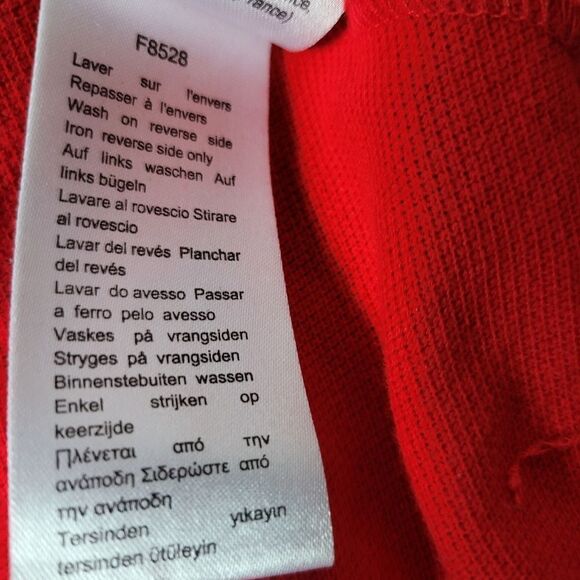 rance)
F8528
Laver sur l'envers
Repasser à l'envers
Wash on reverse side
Iron reverse side only
Auf links waschen Auf
links bügeln
Lavare al rovescio Stirare
al rovescio
Lavar del revés Planchar
del revés
Lavar do avesso Passar
a ferro pelo avesso
Vaskes på vrangsiden
Stryges på vrangsiden
Binnenstebuiten wassen
Enkel strijken op
keerzijde
Πλένεται από την
ανάποδη Σιδερώστε από
την ανάποδη
Tersinden yıkayın
tersinden ütüleyin